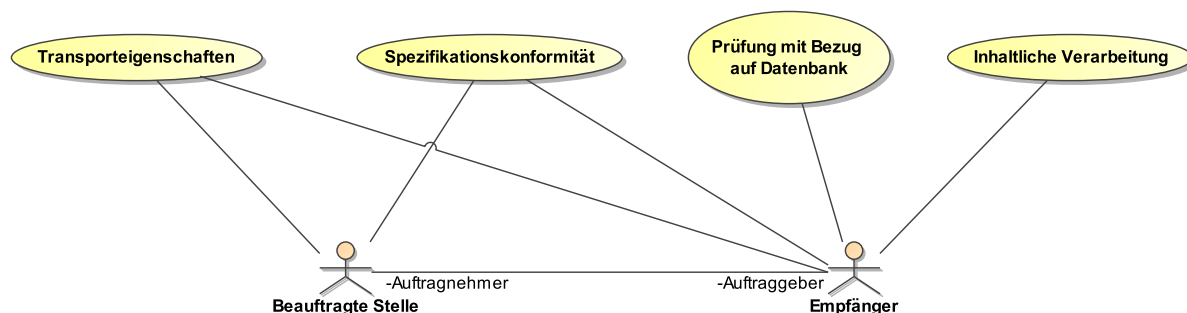 Transporteigenschaften
Spezifikationskonformität
Prüfung mit Bezug
auf Datenbank
Inhaltliche Verarbeitung
-Auftragnehmer
-Auftraggeber
Beauftragte Stelle
Empfänger